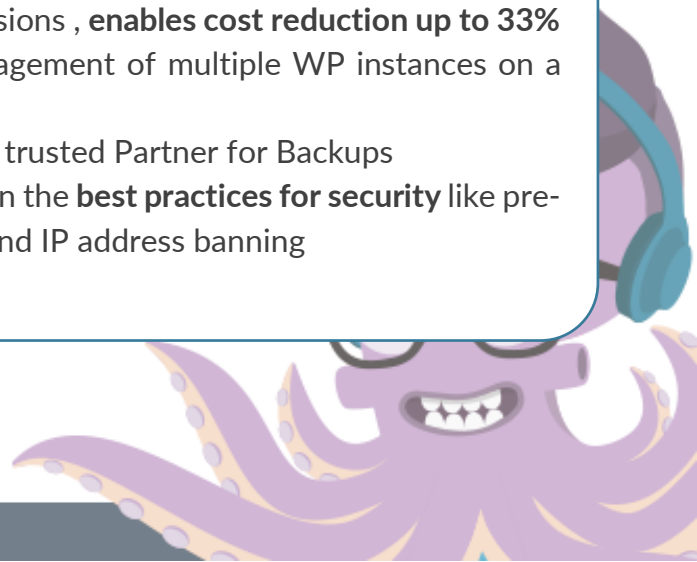 sions , enables cost reduction up to 33%
agement of multiple WP instances on a
trusted Partner for Backups
n the best practices for security like pre-
nd IP address banning